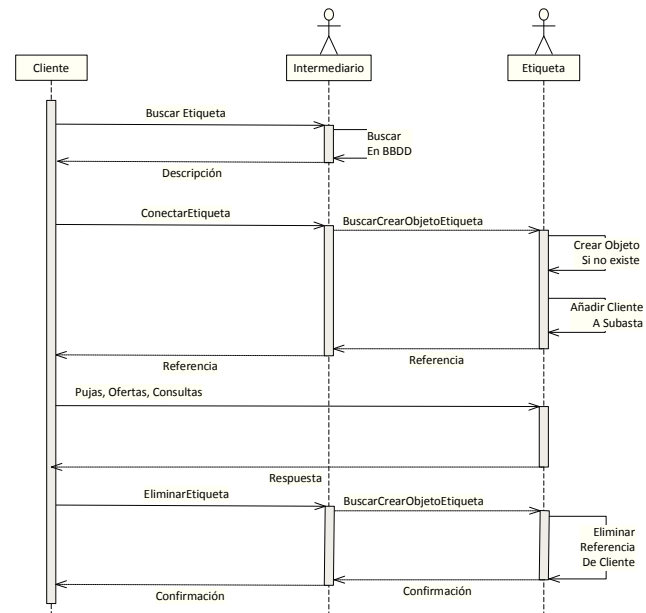 Cliente
Intermediario
Etiqueta
Buscar Etiqueta
Buscar
En BBDD
Descripción
ConectarEtiqueta
BuscarCrearObjetoEtiqueta
Crear Objeto
Si no existe
Añadir Cliente
A Subasta
Referencia
Referencia
Pujas, Ofertas, Consultas
Respuesta
EliminarEtiqueta
BuscarCrearObjetoEtiqueta
Eliminar
Referencia
De Cliente
Confirmación
Confirmación